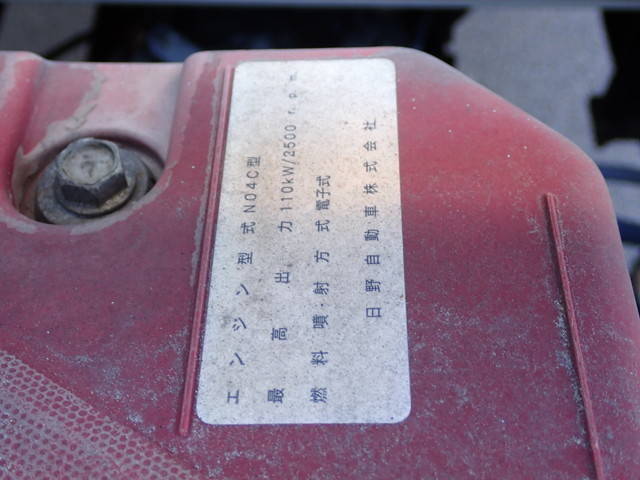 エンジン型式 N04C型
最高出力 110kW/2500 r.p.m.
燃料噴・射方式 電子式
日野自動車株式会社